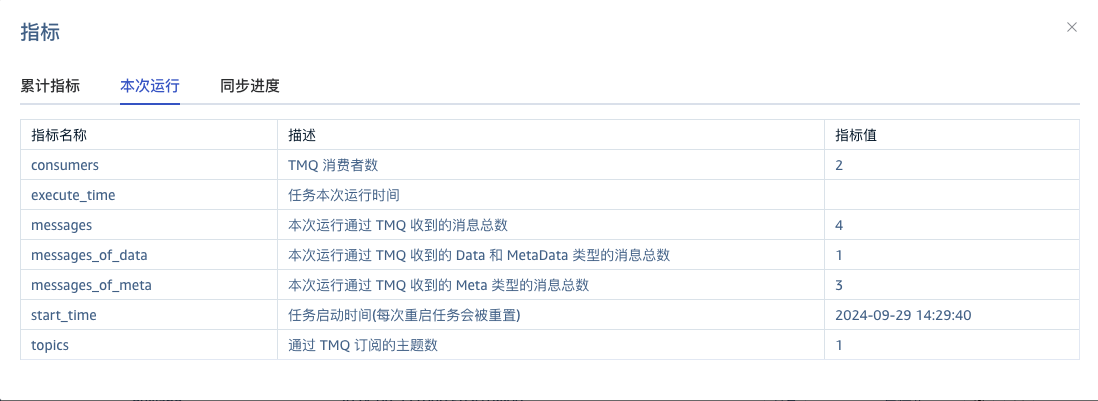 指标
累计指标 本次运行 同步进度
指标名称 描述 指标值
consumers TMQ 消费者数 2
execute_time 任务本次运行时间
messages 本次运行通过 TMQ 收到的消息总数 4
messages_of_data 本次运行通过 TMQ 收到的 Data 和 MetaData 类型的消息总数 1
messages_of_meta 本次运行通过 TMQ 收到的 Meta 类型的消息总数 3
start_time 任务启动时间(每次重启任务会被重置) 2024-09-29 14:29:40
topics 通过 TMQ 订阅的主题数 1